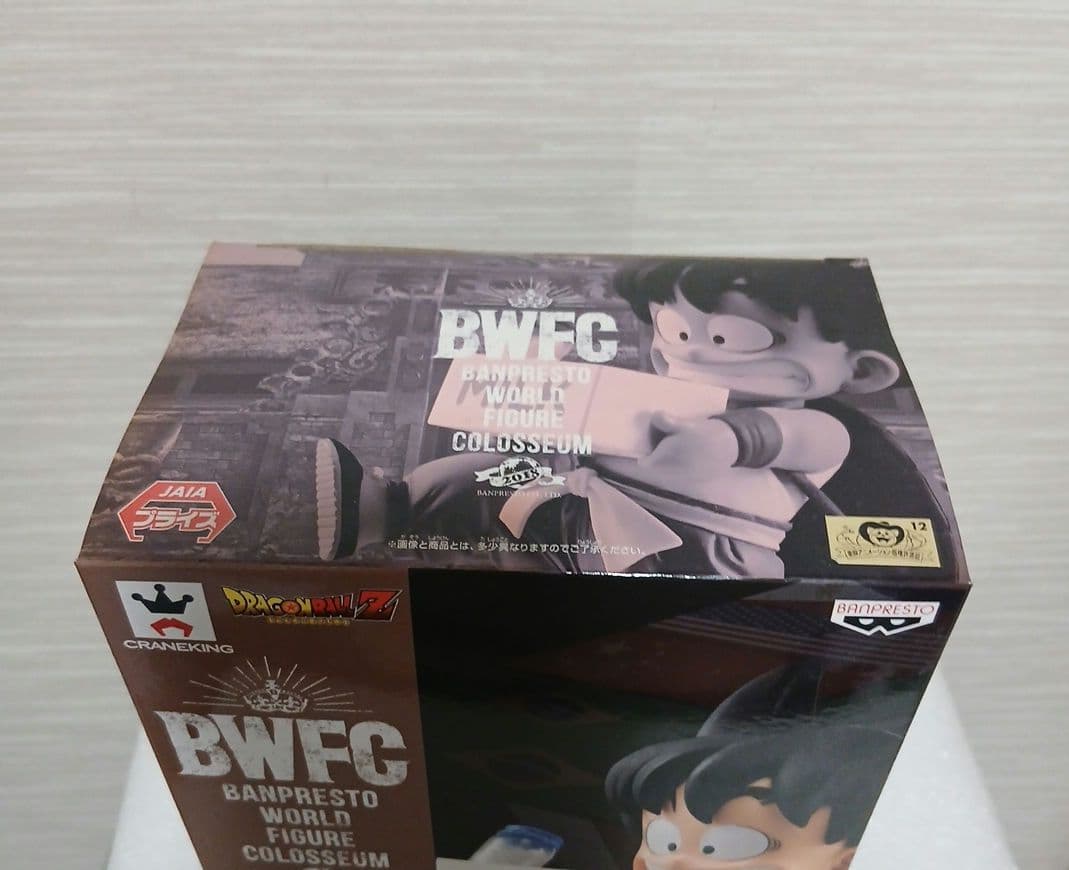 BWFC
BANPRESTO
WORLD
FIGURE
COLOSSEUM
2018
BANPRESTO CO., LTD.
JAIA
プライズ
※画像と商品とは、多少異なりますのでご了承ください。
12
CRANEKING
DRAGONBALL Z
BANPRESTO
BWFC
BANPRESTO
WORLD
FIGURE
COLOSSEUM